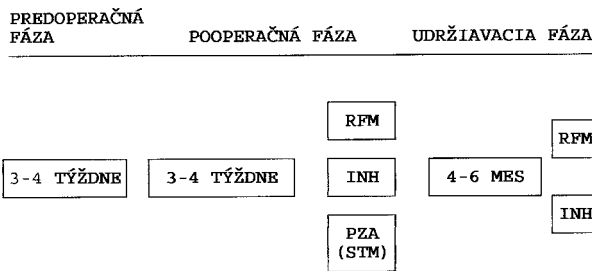 PREDOPERAČNÁ
FÁZA POOPERAČNÁ FÁZA UDRŽIAVACIA FÁZA
RFM
RFM
3-4 TÝŽDNE 3-4 TÝŽDNE INH 4-6 MES
INH
PZA
(STM)